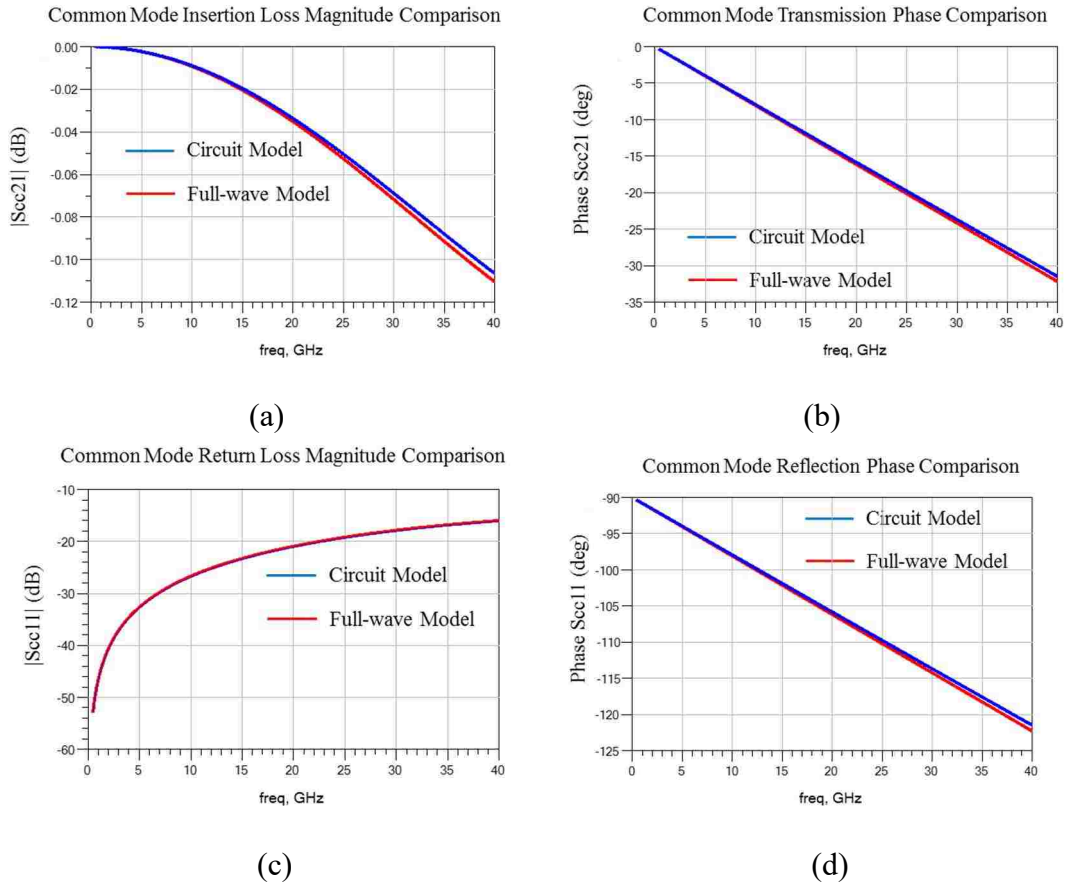 Common Mode Insertion Loss Magnitude Comparison
0.00
-0.02
-0.04
-0.06
-0.08
-0.10
-0.12
|Scc21| (dB)
Circuit Model
Full-wave Model
0 5 10 15 20 25 30 35 40
freq, GHz
(a)
Common Mode Transmission Phase Comparison
0
-5
-10
-15
-20
-25
-30
-35
Phase Scc21 (deg)
Circuit Model
Full-wave Model
0 5 10 15 20 25 30 35 40
freq, GHz
(b)
Common Mode Return Loss Magnitude Comparison
-10
-20
-30
-40
-50
-60
|Scc11| (dB)
Circuit Model
Full-wave Model
0 5 10 15 20 25 30 35 40
freq, GHz
(c)
Common Mode Reflection Phase Comparison
-90
-95
-100
-105
-110
-115
-120
-125
Phase Scc11 (deg)
Circuit Model
Full-wave Model
0 5 10 15 20 25 30 35 40
freq, GHz
(d)